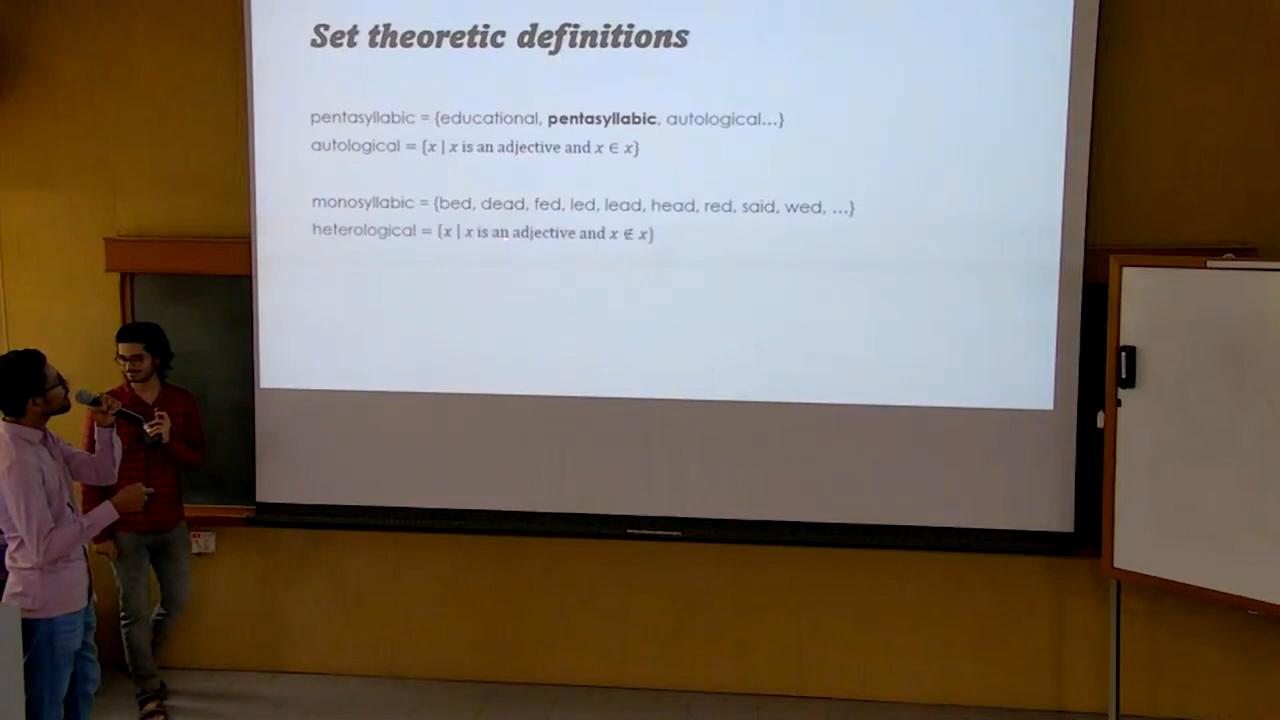 Set theoretic definitions
pentasyllabic = {educational, pentasyllabic, autological...}
autological = {x | x is an adjective and x ∈ x}
monosyllabic = {bed, dead, fed, led, lead, head, red, said, wed, ...}
heterological = {x | x is an adjective and x ∉ x}